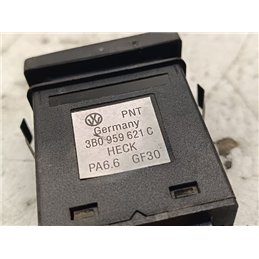 PNT
Germany
3B0 959 621 C
HECK
PA6,6 GF30